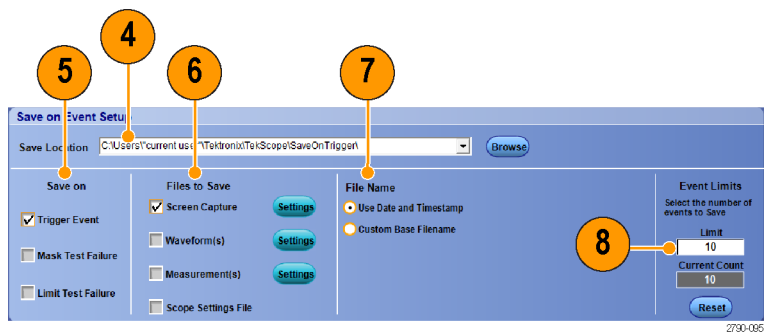 4
5
6
7
Save on Event Setup
Save Location C:\Users\"current user"\Tektronix\TekScope\SaveOnTrigger\ Browse
Save on
Files to Save
File Name
Event Limits
Trigger Event
Screen Capture Settings
Use Date and Timestamp
Select the number of
events to Save
Mask Test Failure
Waveform(s) Settings
Custom Base Filename
8
Limit
10
Limit Test Failure
Measurement(s) Settings
Current Count
10
Scope Settings File
Reset
2790-095